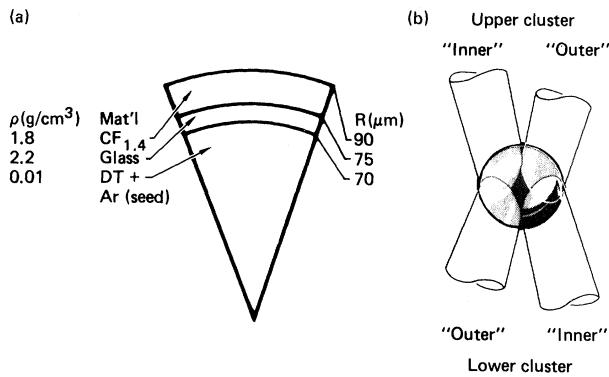 (a)
ρ(g/cm³) Mat'l R(μm)
1.8 CF₁.₄ 90
2.2 Glass 75
0.01 DT + 70
Ar (seed)
(b)
Upper cluster
"Inner" "Outer"
"Outer" "Inner"
Lower cluster